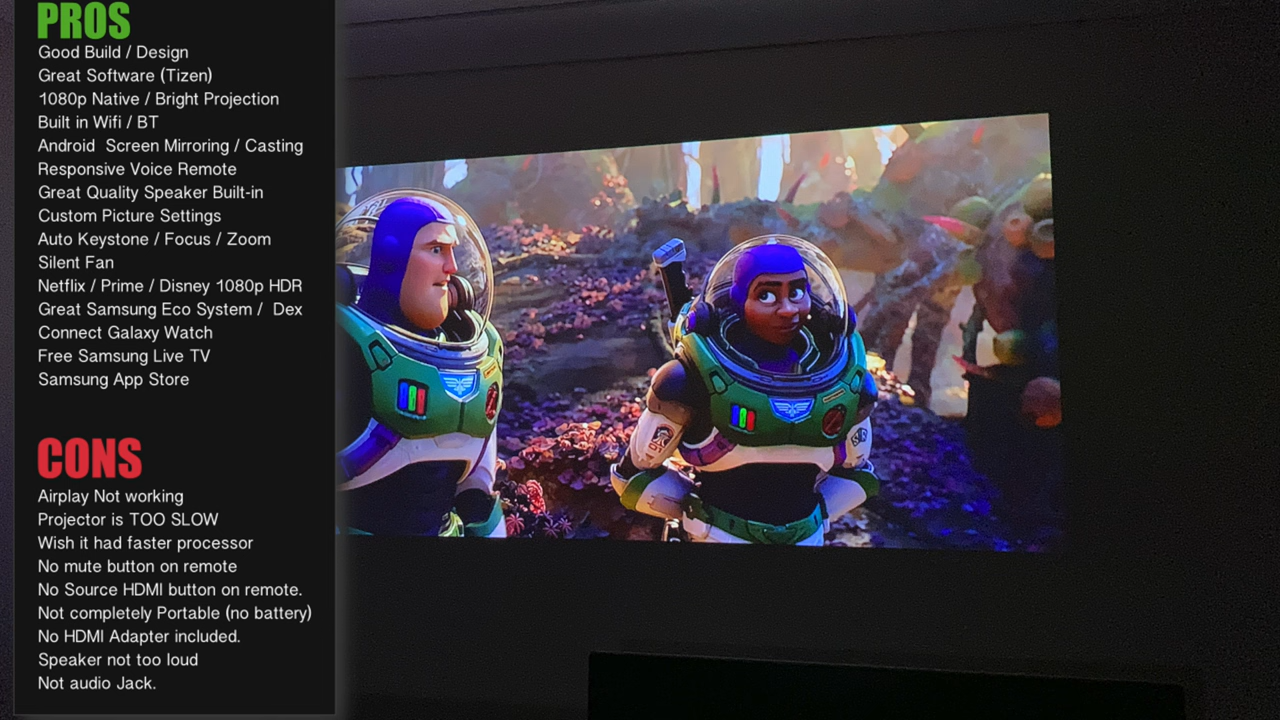 PROS
Good Build / Design
Great Software (Tizen)
1080p Native / Bright Projection
Built in Wifi / BT
Android  Screen Mirroring / Casting
Responsive Voice Remote
Great Quality Speaker Built-in
Custom Picture Settings
Auto Keystone / Focus / Zoom
Silent Fan
Netflix / Prime / Disney 1080p HDR
Great Samsung Eco System /  Dex
Connect Galaxy Watch
Free Samsung Live TV
Samsung App Store
CONS
Airplay Not working
Projector is TOO SLOW
Wish it had faster processor
No mute button on remote
No Source HDMI button on remote.
Not completely Portable (no battery)
No HDMI Adapter included.
Speaker not too loud
Not audio Jack.